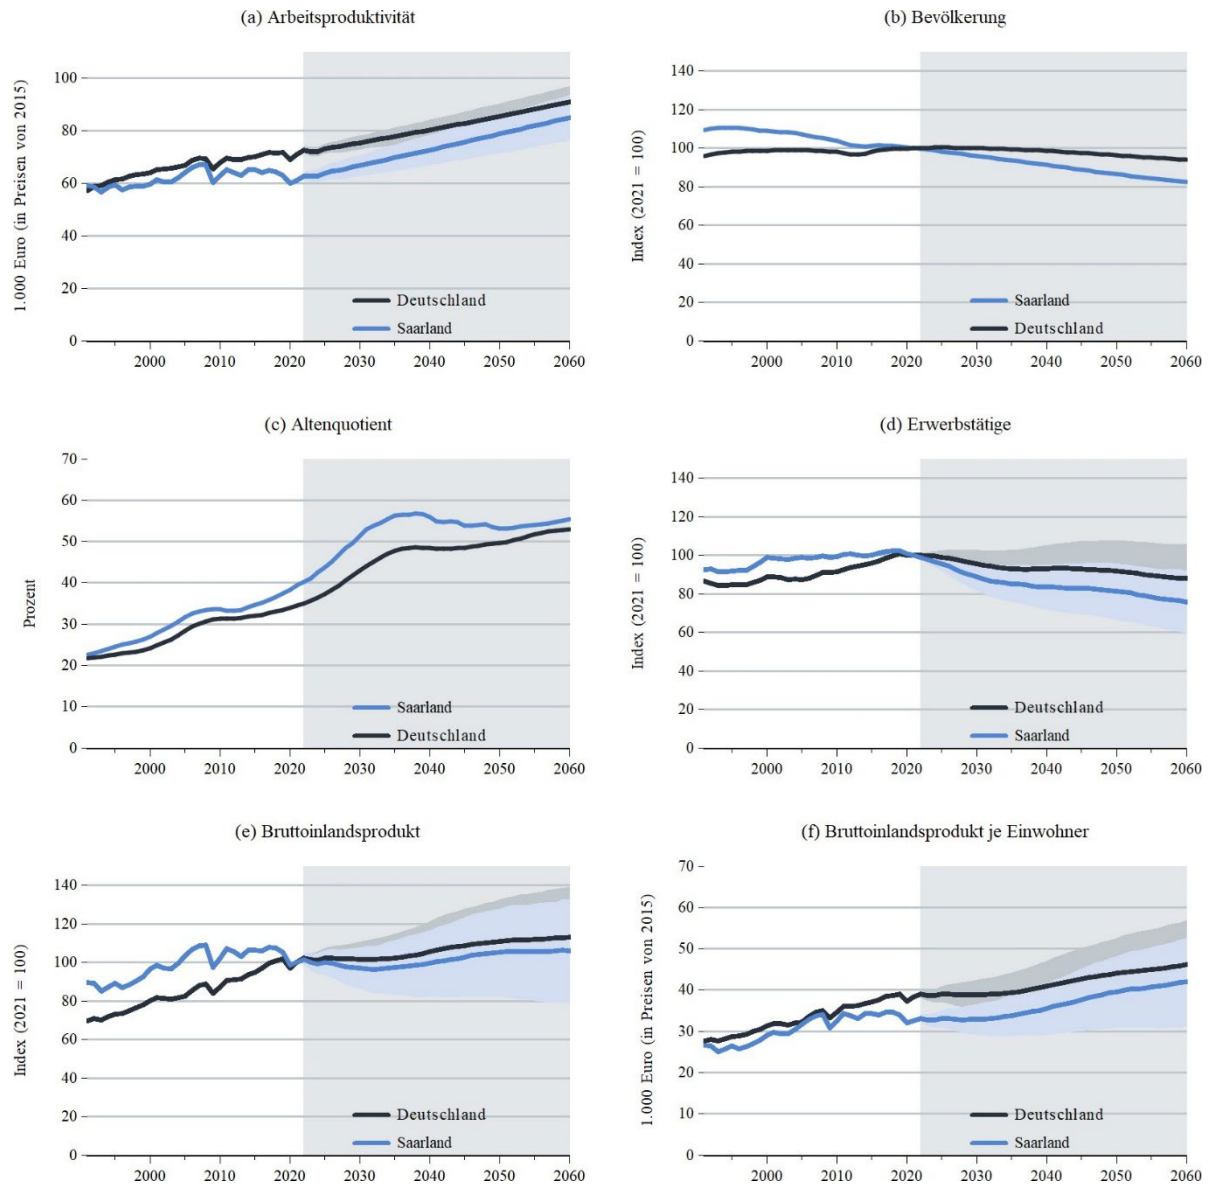 (a) Arbeitsproduktivität
1.000 Euro (in Preisen von 2015)
100
80
60
40
20
0
Deutschland
Saarland
2000 2010 2020 2030 2040 2050 2060
(b) Bevölkerung
Index (2021 = 100)
140
120
100
80
60
40
20
0
Saarland
Deutschland
2000 2010 2020 2030 2040 2050 2060
(c) Altenquotient
Prozent
70
60
50
40
30
20
10
0
Saarland
Deutschland
2000 2010 2020 2030 2040 2050 2060
(d) Erwerbstätige
Index (2021 = 100)
140
120
100
80
60
40
20
0
Deutschland
Saarland
2000 2010 2020 2030 2040 2050 2060
(e) Bruttoinlandsprodukt
Index (2021 = 100)
140
120
100
80
60
40
20
0
Deutschland
Saarland
2000 2010 2020 2030 2040 2050 2060
(f) Bruttoinlandsprodukt je Einwohner
1.000 Euro (in Preisen von 2015)
70
60
50
40
30
20
10
0
Deutschland
Saarland
2000 2010 2020 2030 2040 2050 2060